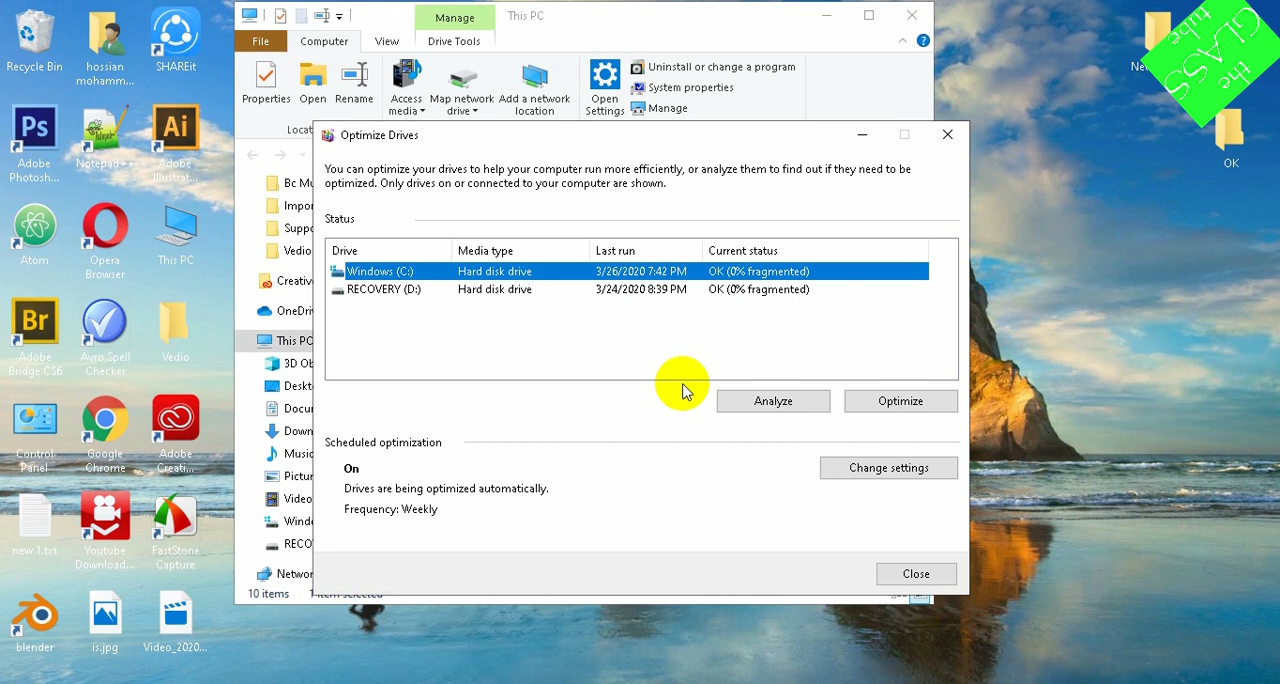 Recycle Bin
hossian
mohamm...
SHAREit
Adobe
Photosh...
Notepad++
Adobe
Illustrat...
Atom
Opera
Browser
This PC
Adobe
Bridge CS6
Avro Spell
Checker
Vedio
Control
Panel
Google
Chrome
Adobe
Creati...
new 1.txt
Youtube
Download...
FastStone
Capture
blender
is.jpg
Video_2020...
Manage
This PC
File
Computer
View
Drive Tools
Properties
Open
Rename
Access
media
Map network
drive
Add a network
location
Open
Settings
Uninstall or change a program
System properties
Manage
Locat
Bc Mu
Impor
Suppo
Vedio
Creative
OneDri
This PC
3D Ob
Deskt
Docu
Down
Music
Pictur
Video
Windo
RECO
Networ
10 items
Optimize Drives
You can optimize your drives to help your computer run more efficiently, or analyze them to find out if they need to be
optimized. Only drives on or connected to your computer are shown.
Status
Drive Media type Last run Current status
Windows (C:) Hard disk drive 3/26/2020 7:42 PM OK (0% fragmented)
RECOVERY (D:) Hard disk drive 3/24/2020 8:39 PM OK (0% fragmented)
Analyze
Optimize
Scheduled optimization
On
Drives are being optimized automatically.
Frequency: Weekly
Change settings
Close
the
GLASS
tube
OK
Ps
Ai
Br